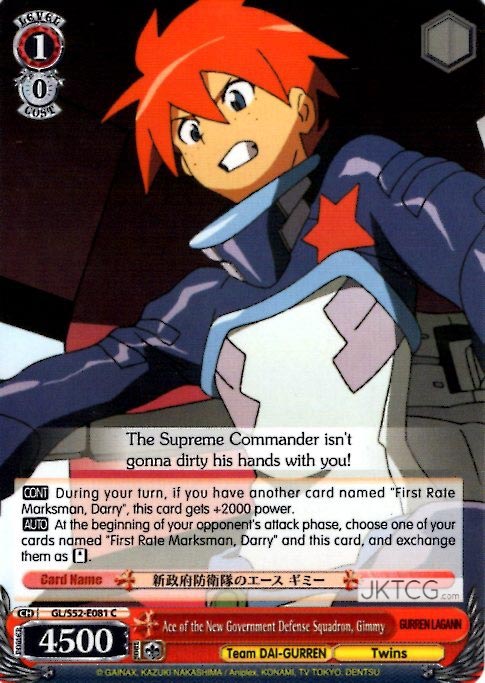 LEVEL
1
0
COST
The Supreme Commander isn't
gonna dirty his hands with you!
CONT During your turn, if you have another card named "First Rate
Marksman, Darry", this card gets +2000 power.
AUTO At the beginning of your opponent's attack phase, choose one of your
cards named "First Rate Marksman, Darry" and this card, and exchange
them as [ ].
Card Name 新政府防衛隊のエース ギミー
JKTCG.com
CH GL/S52-E081 C
Ace of the New Government Defense Squadron, Gimmy
GURREN LAGANN
POWER
4500
Team DAI-GURREN
Twins
© GAINAX, KAZUKI NAKASHIMA / Aniplex, KONAMI, TV TOKYO, DENTSU